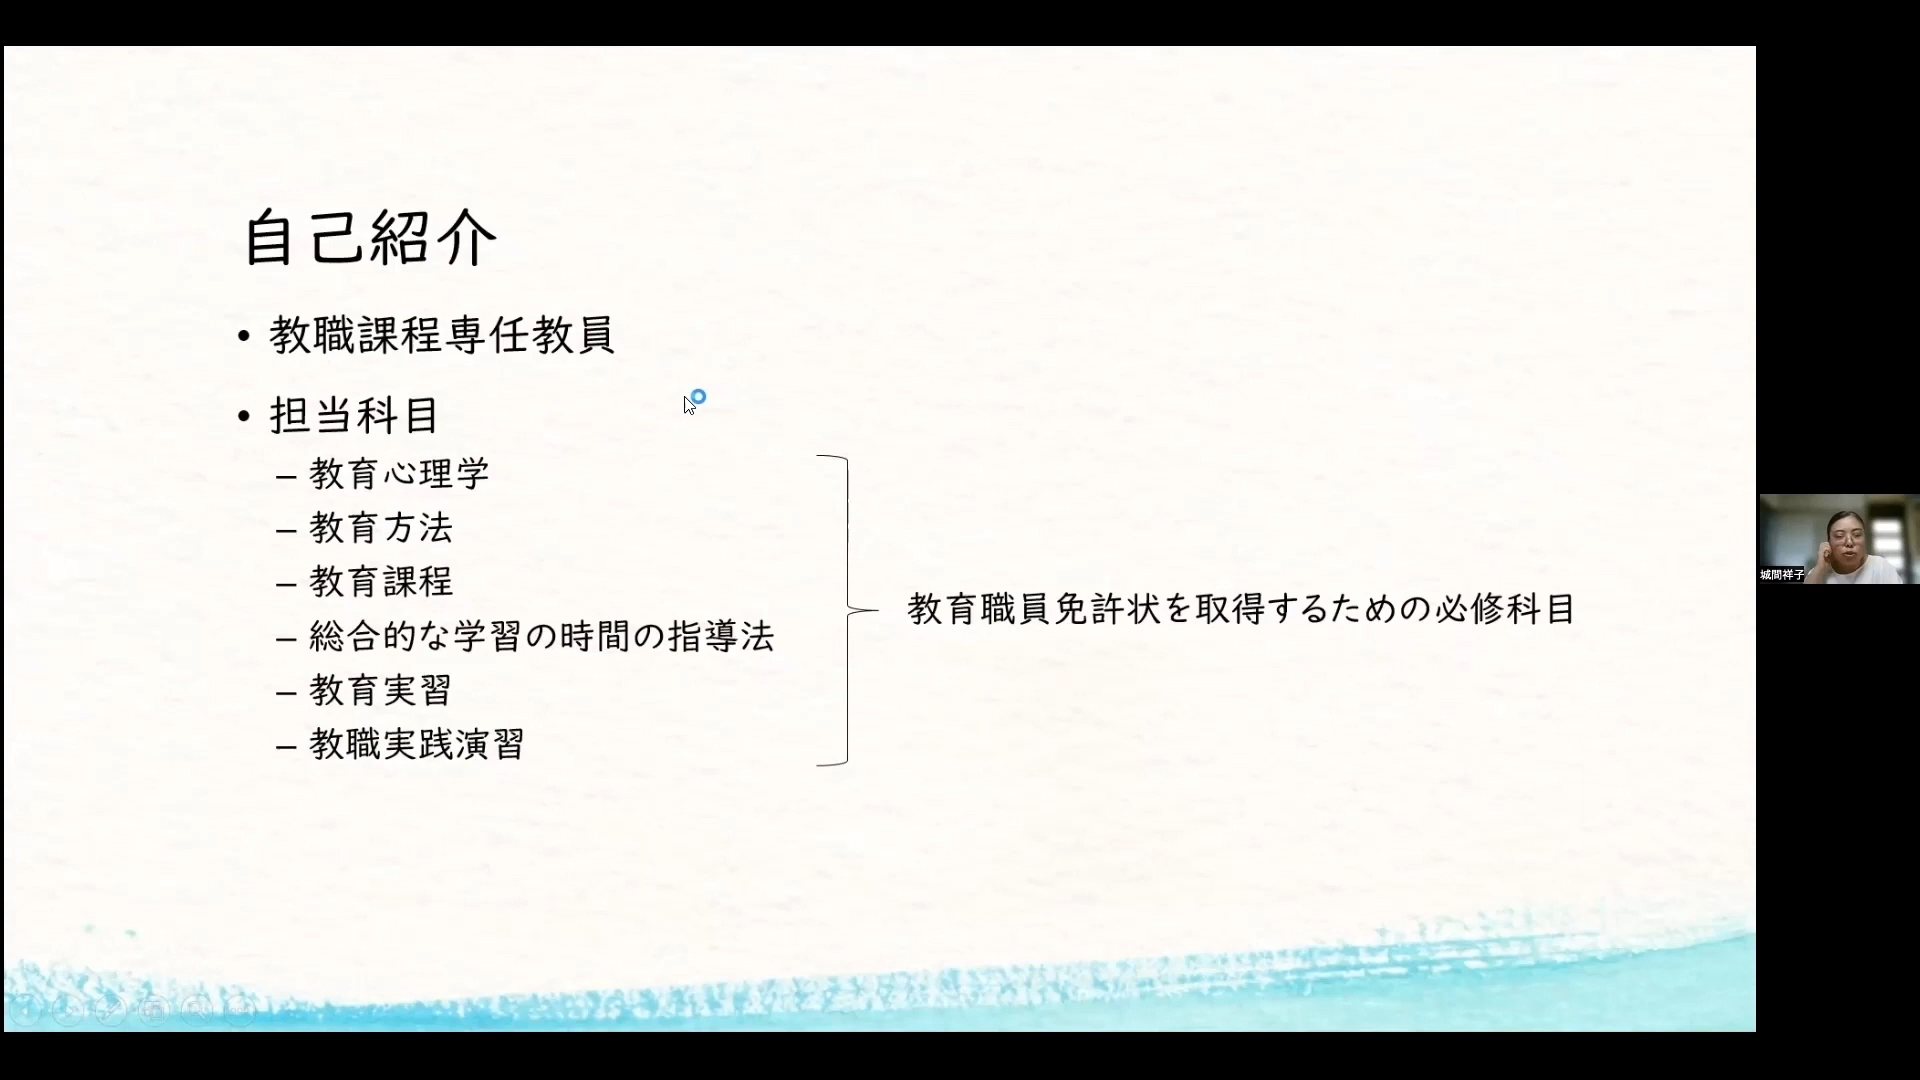 自己紹介
• 教職課程専任教員
• 担当科目
– 教育心理学
– 教育方法
– 教育課程
– 総合的な学習の時間の指導法
– 教育実習
– 教職実践演習
教育職員免許状を取得するための必修科目
城間祥子